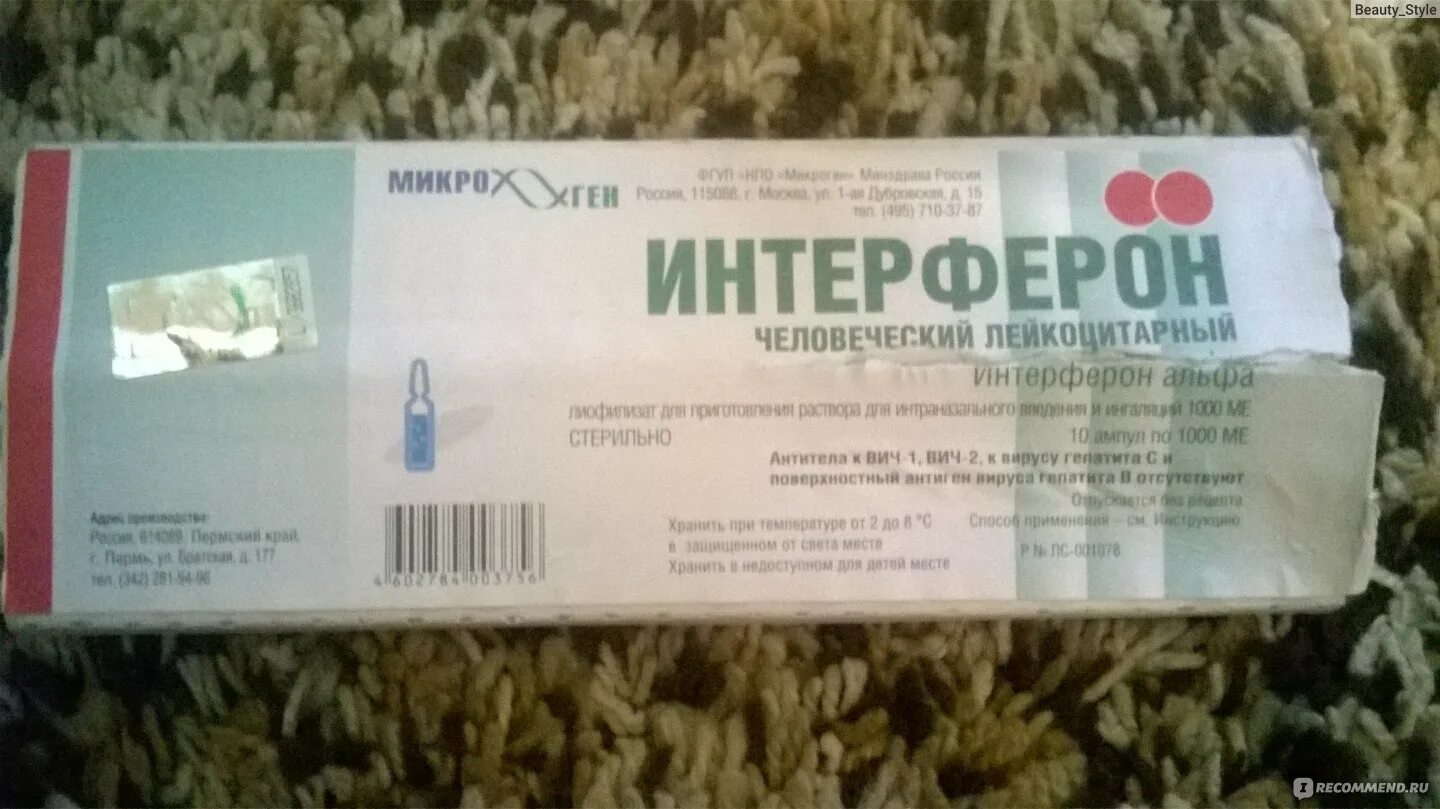 Beauty_Style
МИКРОГЕН
ФГУП «НПО «Микроген» Минздрава России
Россия, 115088, г. Москва, ул. 1-ая Дубровская, д. 15
тел. (495) 710-37-87
ИНТЕРФЕРОН
ЧЕЛОВЕЧЕСКИЙ ЛЕЙКОЦИТАРНЫЙ
интерферон альфа
лиофилизат для приготовления раствора для интраназального введения и ингаляций 1000 МЕ
СТЕРИЛЬНО
10 ампул по 1000 МЕ
Антитела к ВИЧ-1, ВИЧ-2, к вирусу гепатита С и
поверхностный антиген вируса гепатита В отсутствуют
Отпускается без рецепта
Способ применения – см. Инструкцию
Р № ЛС-001078
Хранить при температуре от 2 до 8 °С
в защищенном от света месте
Хранить в недоступном для детей месте
Адрес производства:
Россия, 614089, Пермский край,
г. Пермь, ул. Братская, д. 177
тел. (342) 281-94-96
4 602784 003756
IRECOMMEND.RU